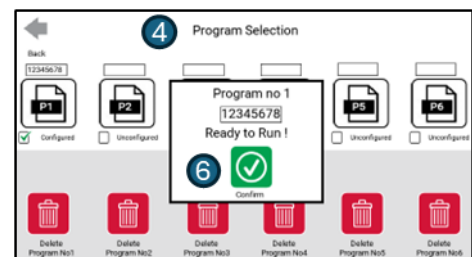 4 Program Selection
Back
12345678
P1 P2 P5 P6
Configured Unconfigured Unconfigured Unconfigured
Program no 1
12345678
Ready to Run !
6
Confirm
Delete Program No1
Delete Program No2
Delete Program No3
Delete Program No4
Delete Program No5
Delete Program No6